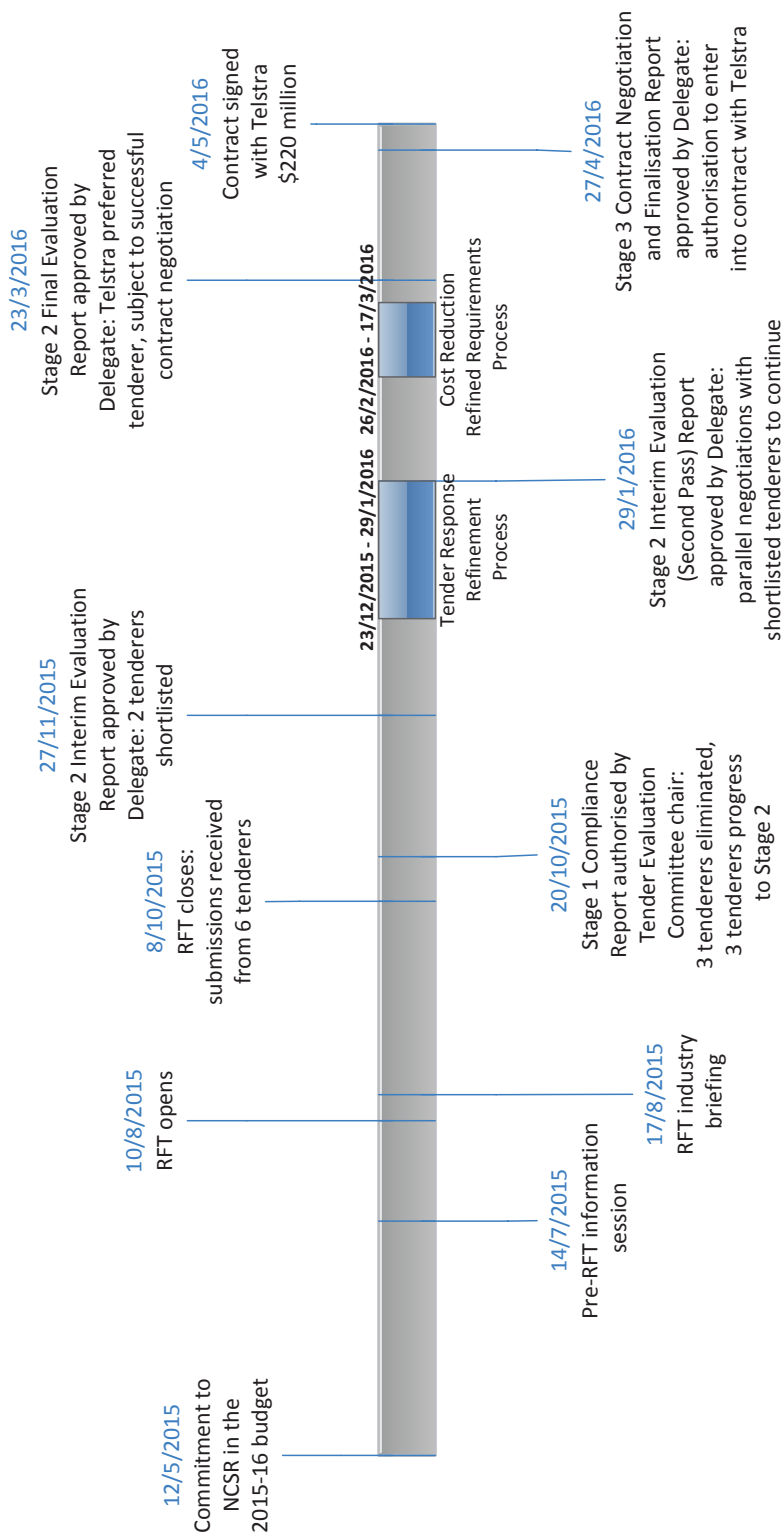 12/5/2015
Commitment to
NCSR in the
2015-16 budget
14/7/2015
Pre-RFT information
session
10/8/2015
RFT opens
17/8/2015
RFT industry
briefing
8/10/2015
RFT closes:
submissions received
from 6 tenderers
20/10/2015
Stage 1 Compliance
Report authorised by
Tender Evaluation
Committee chair:
3 tenderers eliminated,
3 tenderers progress
to Stage 2
27/11/2015
Stage 2 Interim Evaluation
Report approved by
Delegate: 2 tenderers
shortlisted
23/12/2015 - 29/1/2016
Tender Response
Refinement
Process
29/1/2016
Stage 2 Interim Evaluation
(Second Pass) Report
approved by Delegate:
parallel negotiations with
shortlisted tenderers to continue
26/2/2016 - 17/3/2016
Cost Reduction
Refined Requirements
Process
23/3/2016
Stage 2 Final Evaluation
Report approved by
Delegate: Telstra preferred
tenderer, subject to successful
contract negotiation
27/4/2016
Stage 3 Contract Negotiation
and Finalisation Report
approved by Delegate:
authorisation to enter
into contract with Telstra
4/5/2016
Contract signed
with Telstra
$220 million